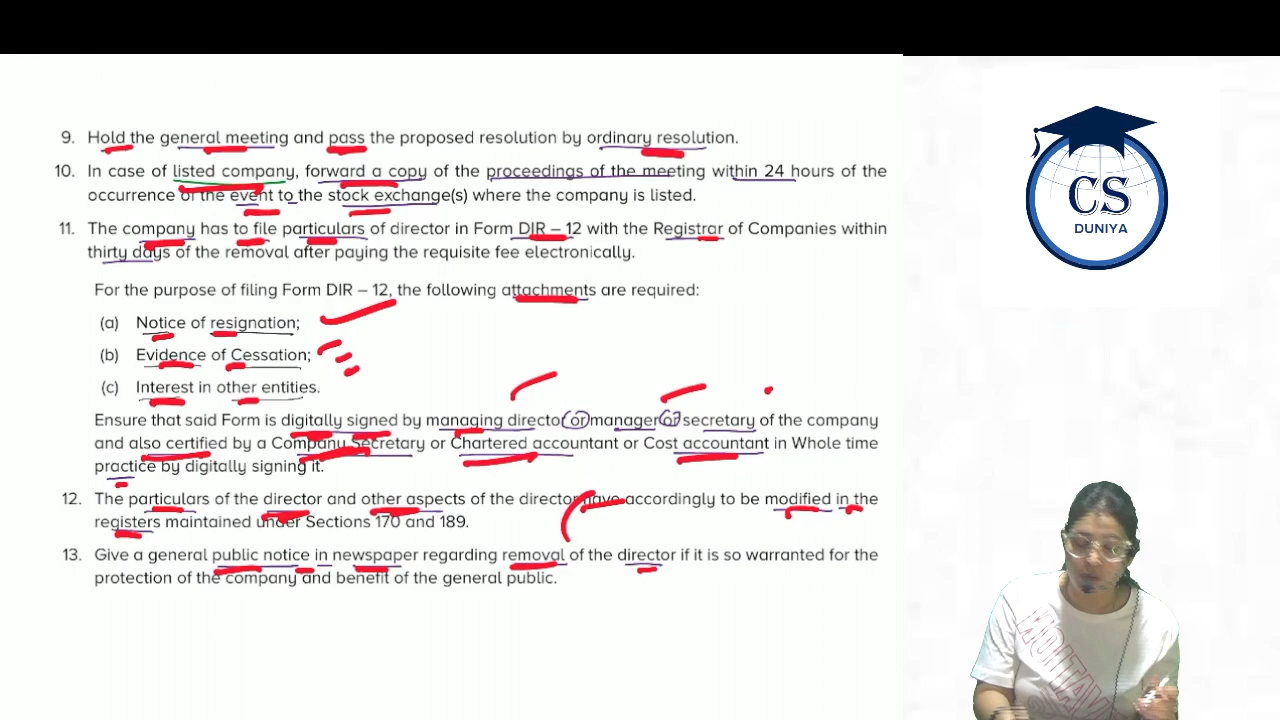 9. Hold the general meeting and pass the proposed resolution by ordinary resolution.
10. In case of listed company, forward a copy of the proceedings of the meeting within 24 hours of the
occurrence of the event to the stock exchange(s) where the company is listed.
11. The company has to file particulars of director in Form DIR – 12 with the Registrar of Companies within
thirty days of the removal after paying the requisite fee electronically.
For the purpose of filing Form DIR – 12, the following attachments are required:
(a) Notice of resignation;
(b) Evidence of Cessation;
(c) Interest in other entities.
Ensure that said Form is digitally signed by managing director or manager or secretary of the company
and also certified by a Company Secretary or Chartered accountant or Cost accountant in Whole time
practice by digitally signing it.
12. The particulars of the director and other aspects of the director have accordingly to be modified in the
registers maintained under Sections 170 and 189.
13. Give a general public notice in newspaper regarding removal of the director if it is so warranted for the
protection of the company and benefit of the general public.
CS
DUNIYA